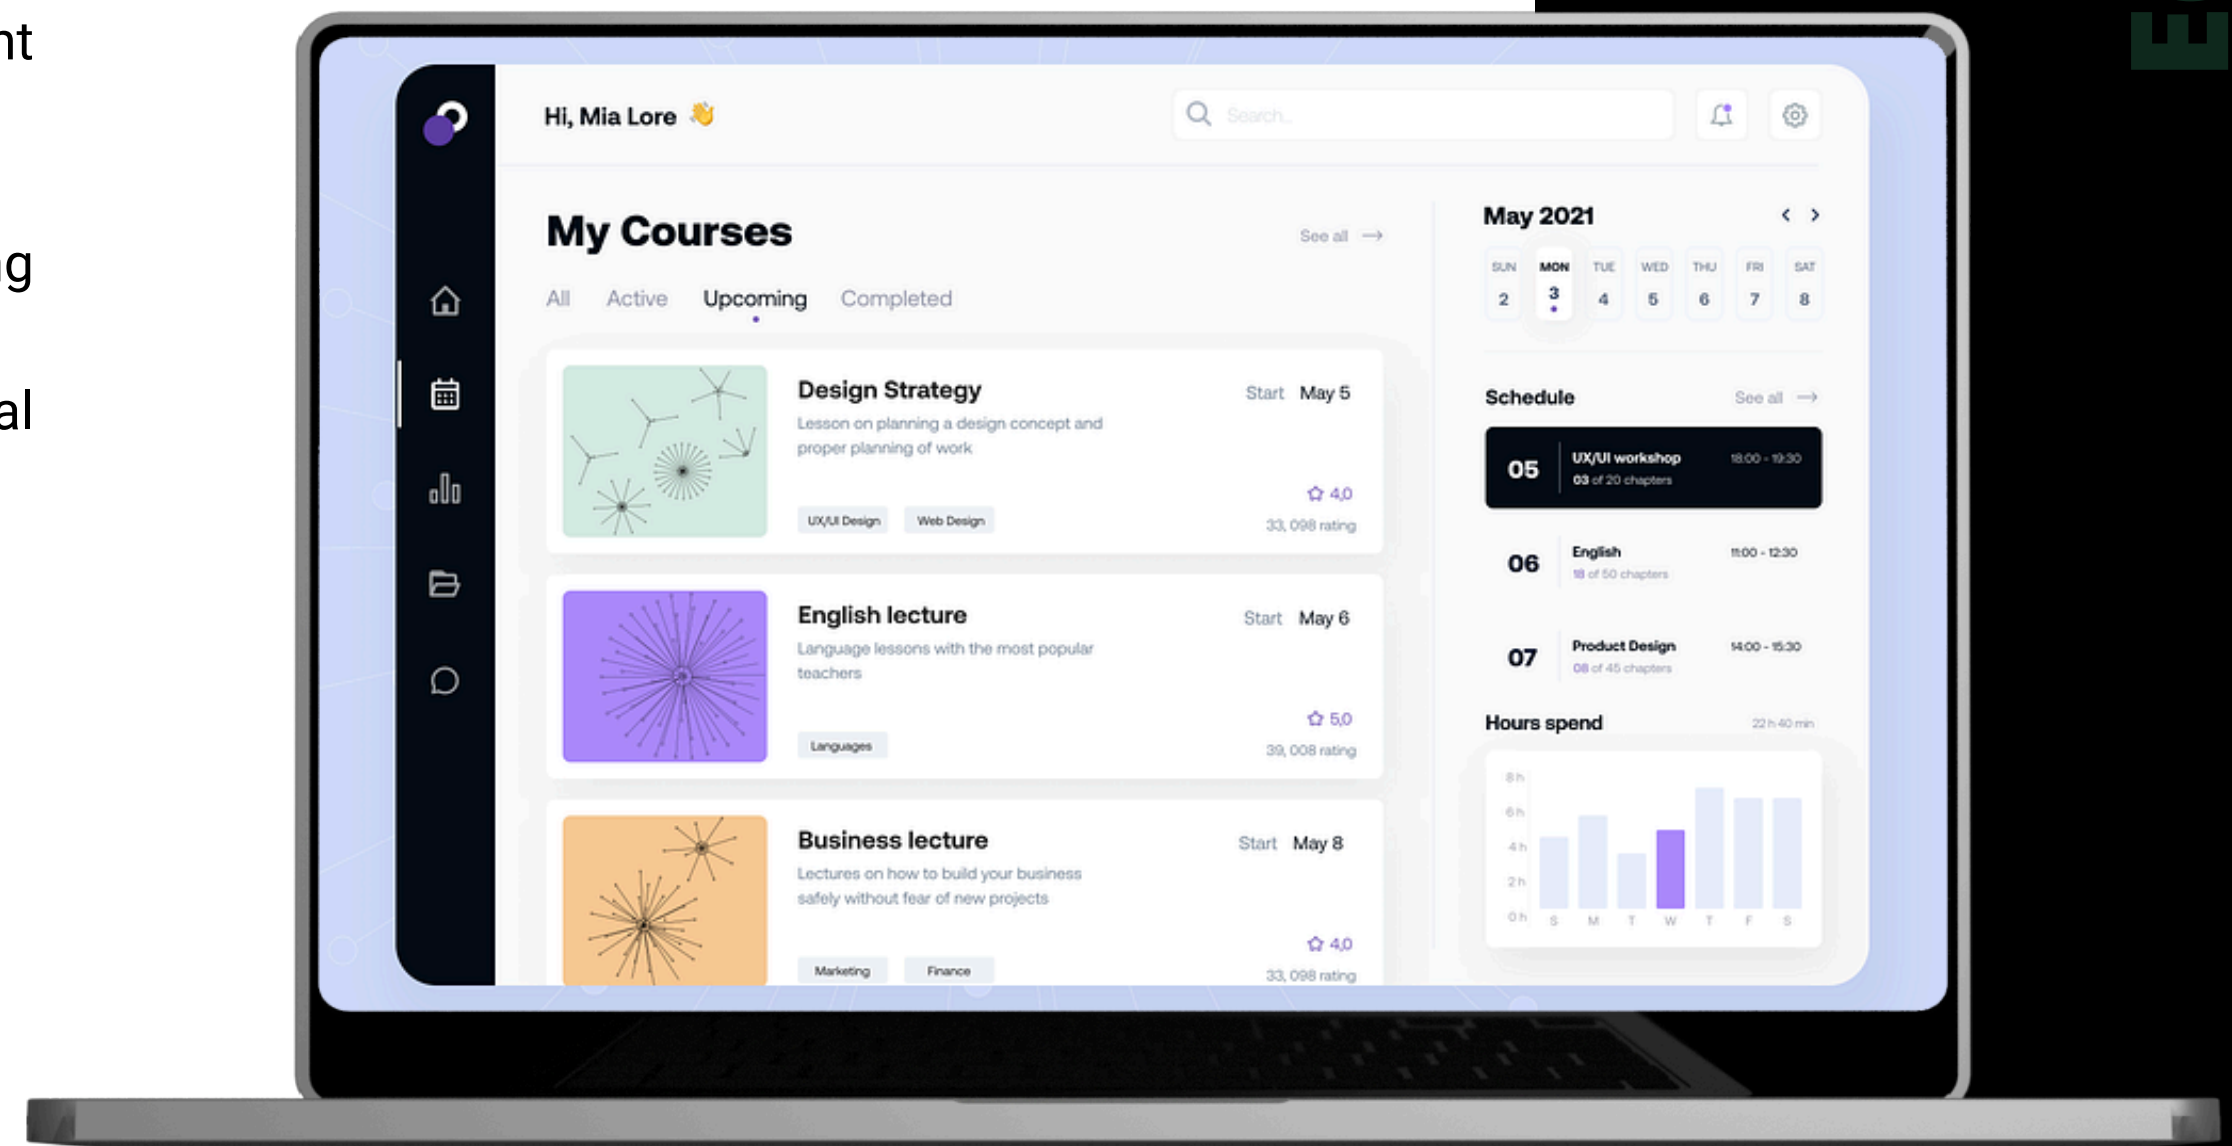 nt
ng
al
Hi, Mia Lore 👋
Search...
My Courses
See all →
All Active Upcoming Completed
Design Strategy
Start May 5
Lesson on planning a design concept and
proper planning of work
4,0
UX/UI Design Web Design
33, 098 rating
English lecture
Start May 6
Language lessons with the most popular
teachers
5,0
Languages
39, 008 rating
Business lecture
Start May 8
Lectures on how to build your business
safely without fear of new projects
4,0
Marketing Finance
33, 098 rating
May 2021
SUN MON TUE WED THU FRI SAT
2 3 4 5 6 7 8
Schedule See all →
05 UX/UI workshop 18:00 - 19:30
03 of 20 chapters
06 English 11:00 - 12:30
18 of 50 chapters
07 Product Design 14:00 - 15:30
08 of 45 chapters
Hours spend 22 h 40 min
8 h
6 h
4 h
2 h
0 h
S M T W T F S